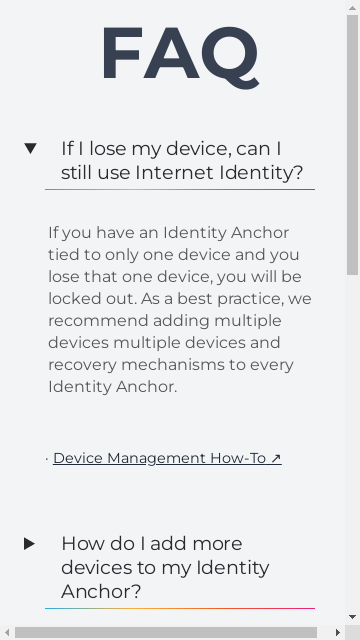 FAQ
If I lose my device, can I
still use Internet Identity?
If you have an Identity Anchor
tied to only one device and you
lose that one device, you will be
locked out. As a best practice, we
recommend adding multiple
devices multiple devices and
recovery mechanisms to every
Identity Anchor.
· Device Management How-To ↗
How do I add more
devices to my Identity
Anchor?